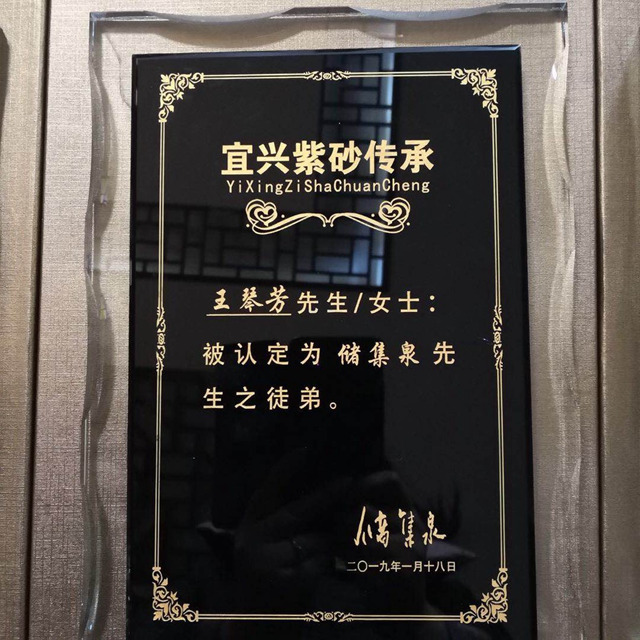 宜兴紫砂传承
YiXingZiShaChuanCheng
王琴芳先生/女士：
被认定为 储集泉 先
生之徒弟。
储集泉
二〇一九年一月十八日